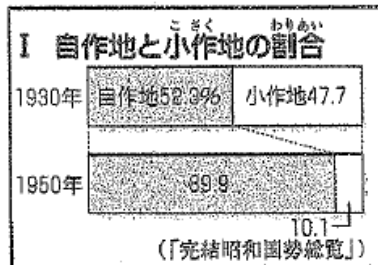 I 自作地と小作地の割合
こさく わりあい
1930年 自作地52.3% 小作地47.7
1950年 89.9
10.1
(「完結昭和国勢総覧」)